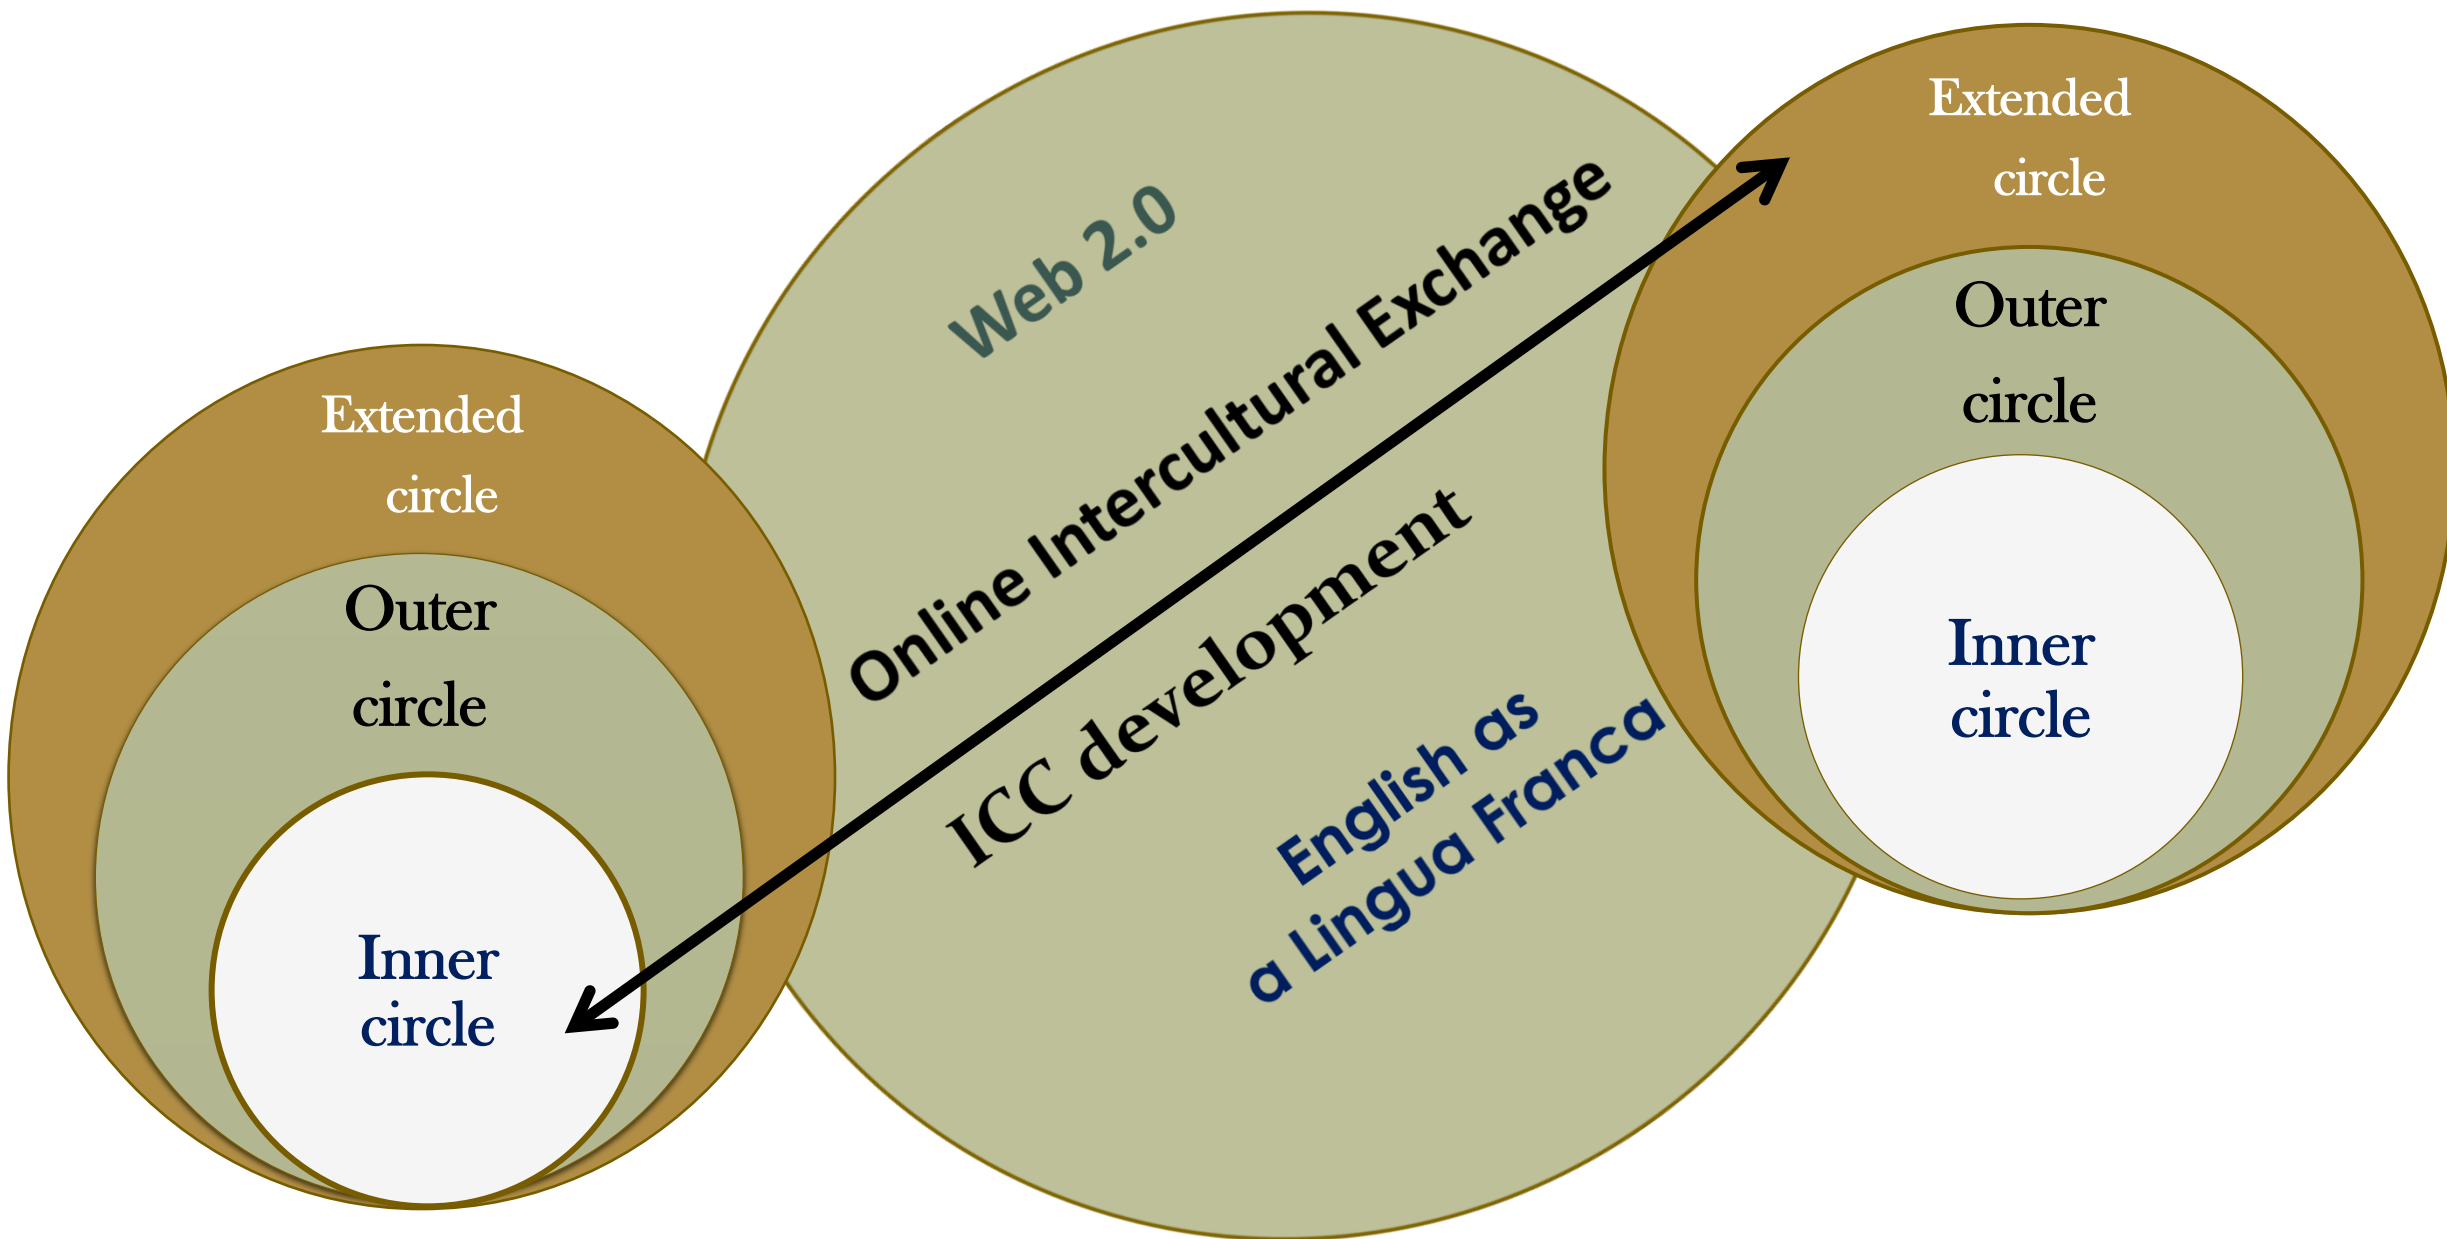 Extended
circle
Outer
circle
Inner
circle
Web 2.0
Online Intercultural Exchange
ICC development
English as
a Lingua Franca
Extended
circle
Outer
circle
Inner
circle